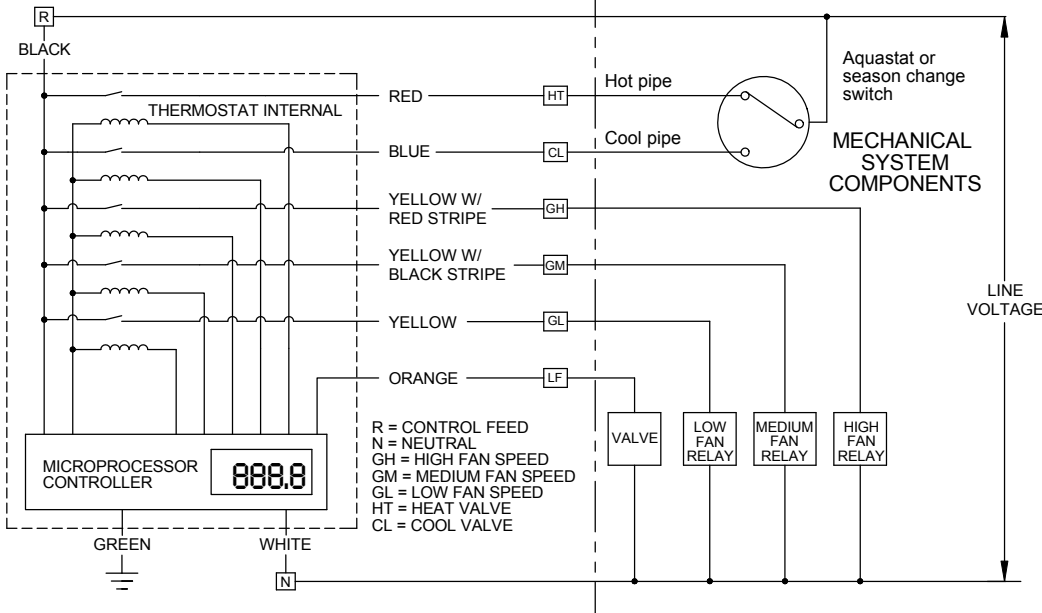 R
BLACK
THERMOSTAT INTERNAL
RED
HT
Hot pipe
Aquastat or
season change
switch
BLUE
CL
Cool pipe
MECHANICAL
SYSTEM
COMPONENTS
YELLOW W/
RED STRIPE
GH
YELLOW W/
BLACK STRIPE
GM
LINE
VOLTAGE
YELLOW
GL
ORANGE
LF
R = CONTROL FEED
N = NEUTRAL
GH = HIGH FAN SPEED
GM = MEDIUM FAN SPEED
GL = LOW FAN SPEED
HT = HEAT VALVE
CL = COOL VALVE
VALVE
LOW
FAN
RELAY
MEDIUM
FAN
RELAY
HIGH
FAN
RELAY
MICROPROCESSOR
CONTROLLER
888.8
GREEN
WHITE
N